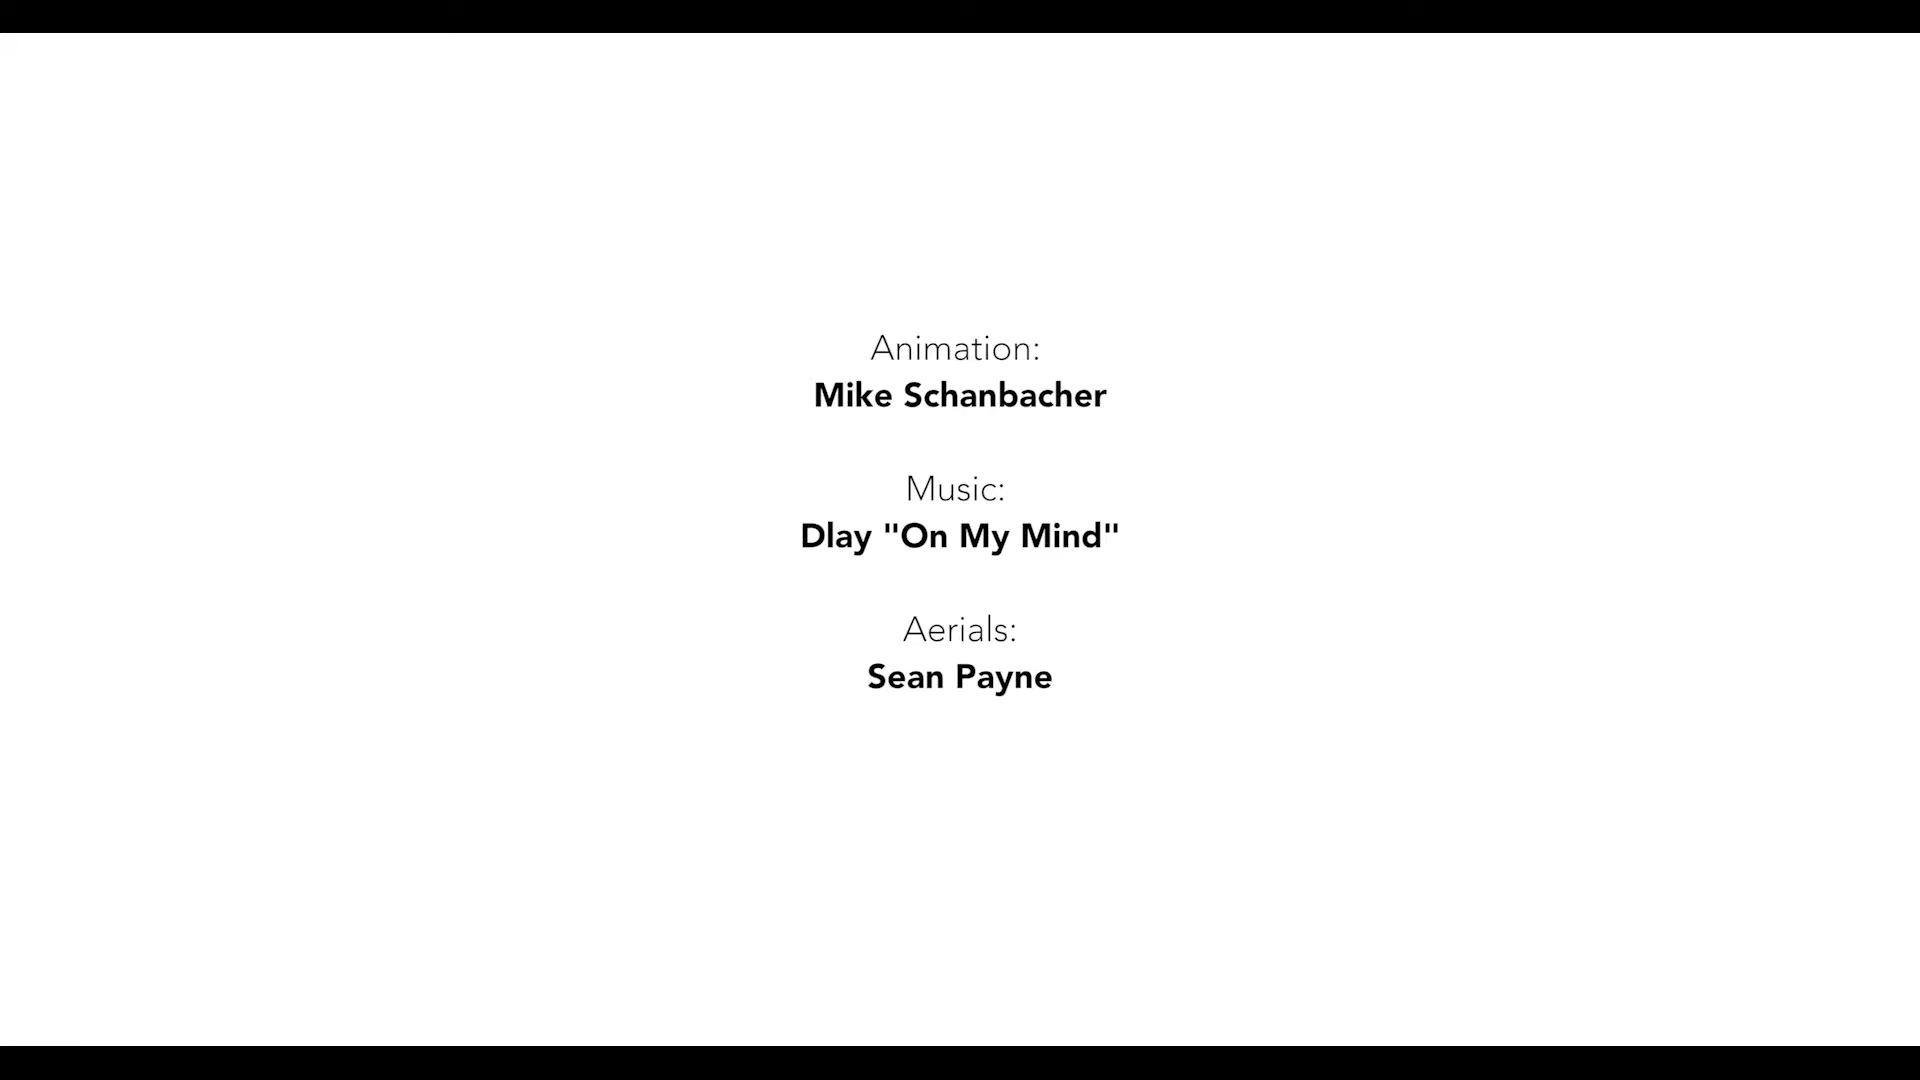 Animation:
Mike Schanbacher
Music:
Dlay "On My Mind"
Aerials:
Sean Payne